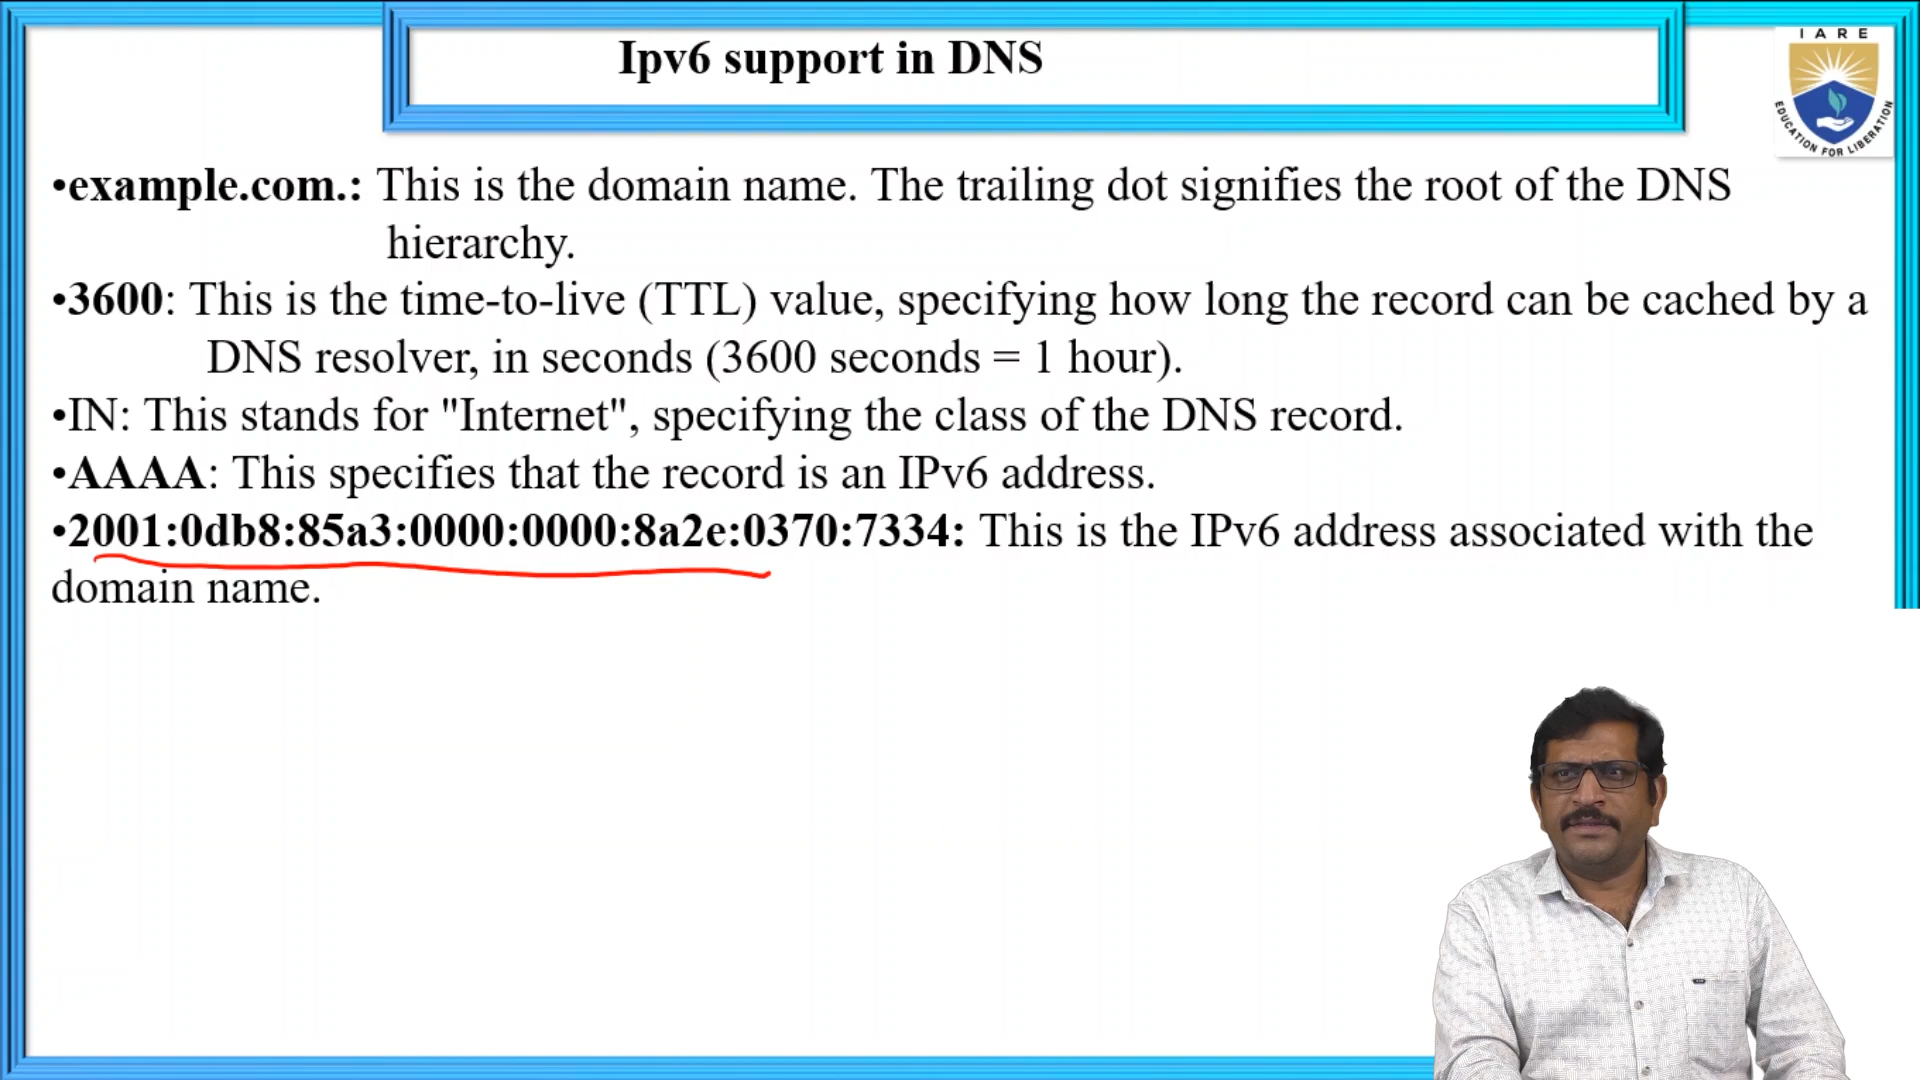 Ipv6 support in DNS
I A R E
EDUCATION FOR LIBERATION
•example.com.: This is the domain name. The trailing dot signifies the root of the DNS
hierarchy.
•3600: This is the time-to-live (TTL) value, specifying how long the record can be cached by a
DNS resolver, in seconds (3600 seconds = 1 hour).
•IN: This stands for "Internet", specifying the class of the DNS record.
•AAAA: This specifies that the record is an IPv6 address.
•2001:0db8:85a3:0000:0000:8a2e:0370:7334: This is the IPv6 address associated with the
domain name.